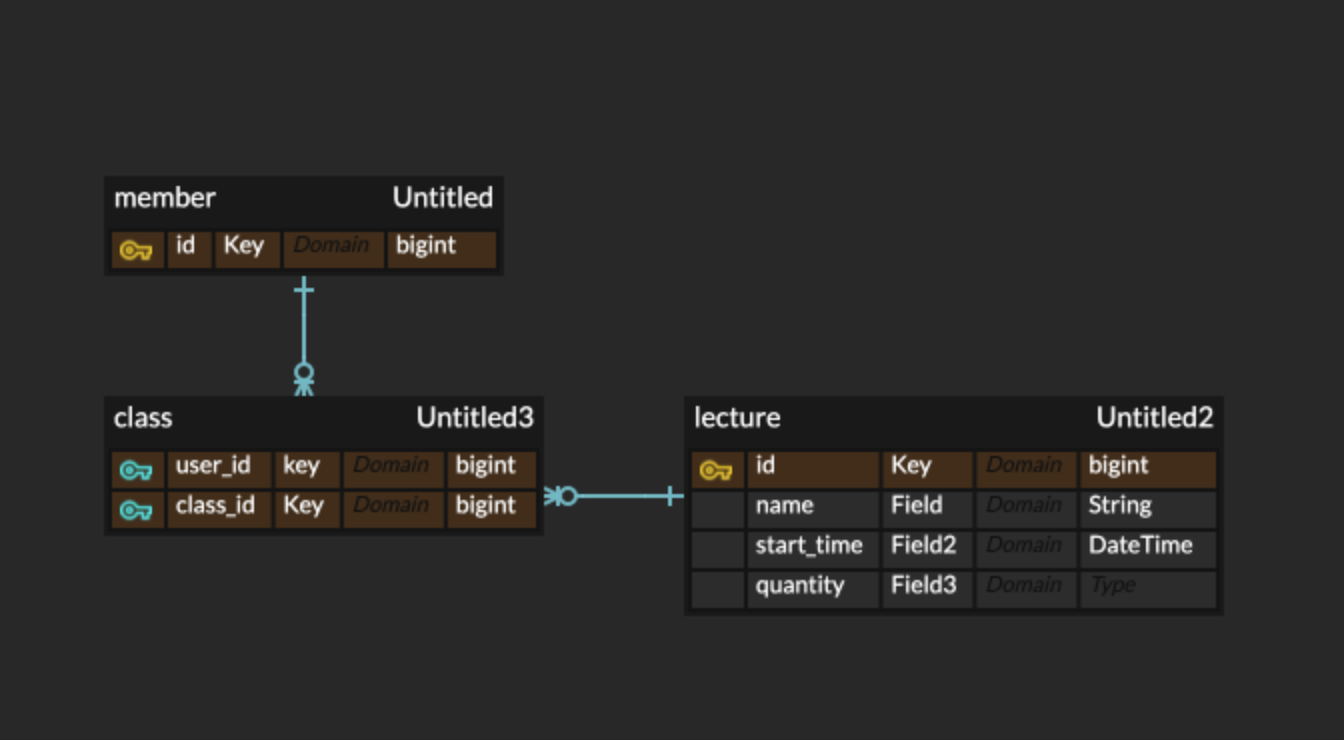 member Untitled
id Key Domain bigint
class Untitled3
user_id key Domain bigint
class_id Key Domain bigint
lecture Untitled2
id Key Domain bigint
name Field Domain String
start_time Field2 Domain DateTime
quantity Field3 Domain Type